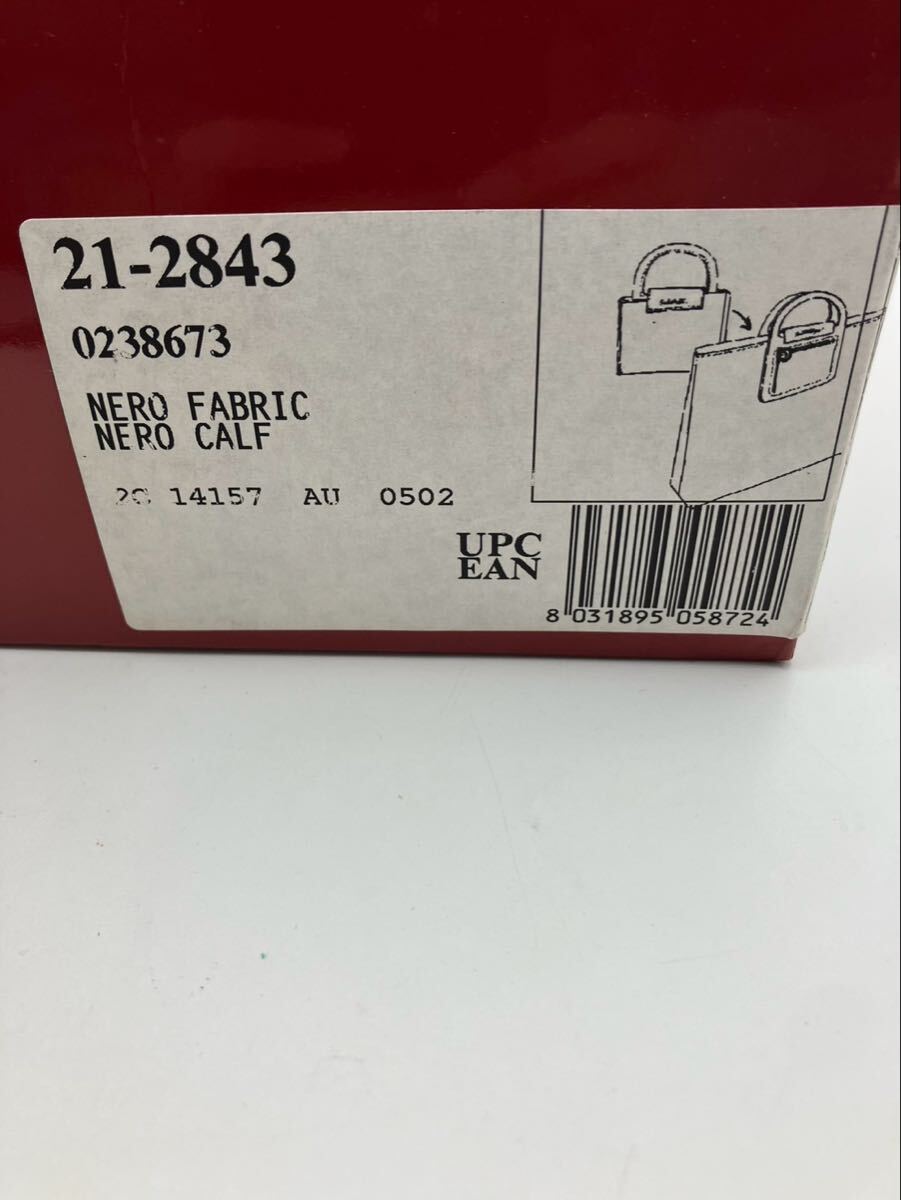 21-2843
0238673
NERO FABRIC
NERO CALF
14157 AU 0502
UPC
EAN
8 031895 058724